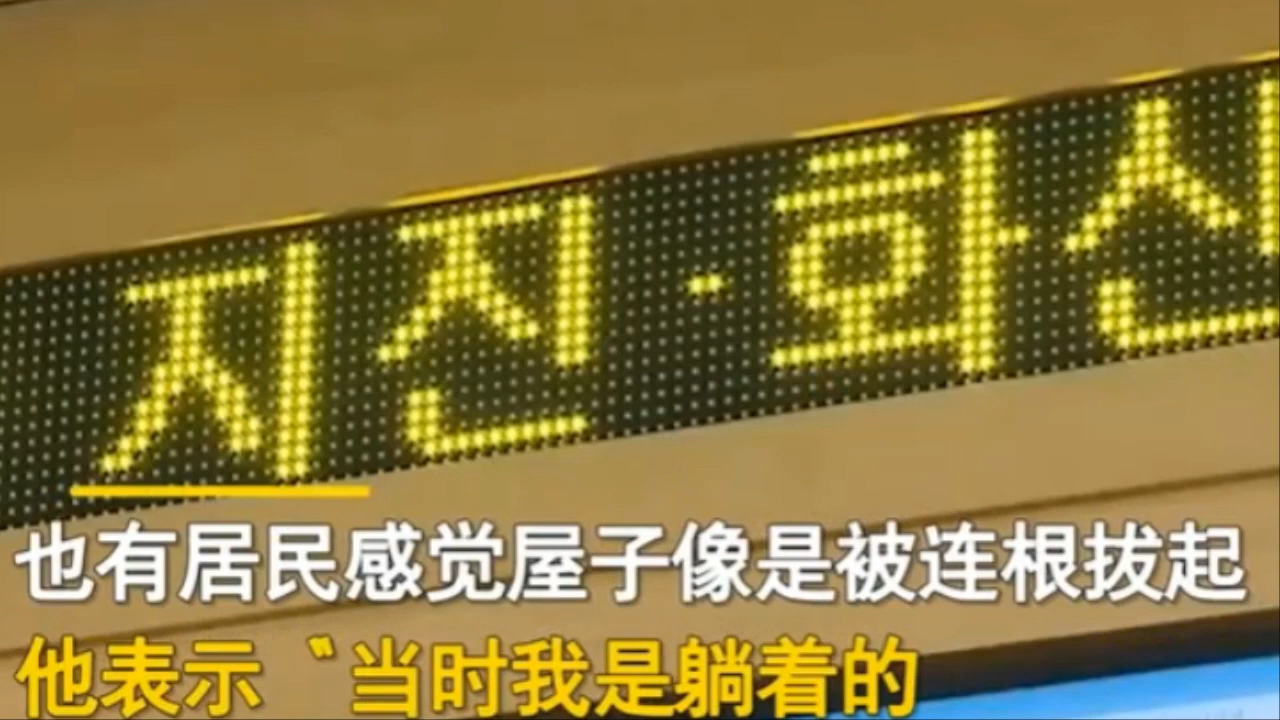 지진·화산
也有居民感觉屋子像是被连根拔起
他表示“当时我是躺着的